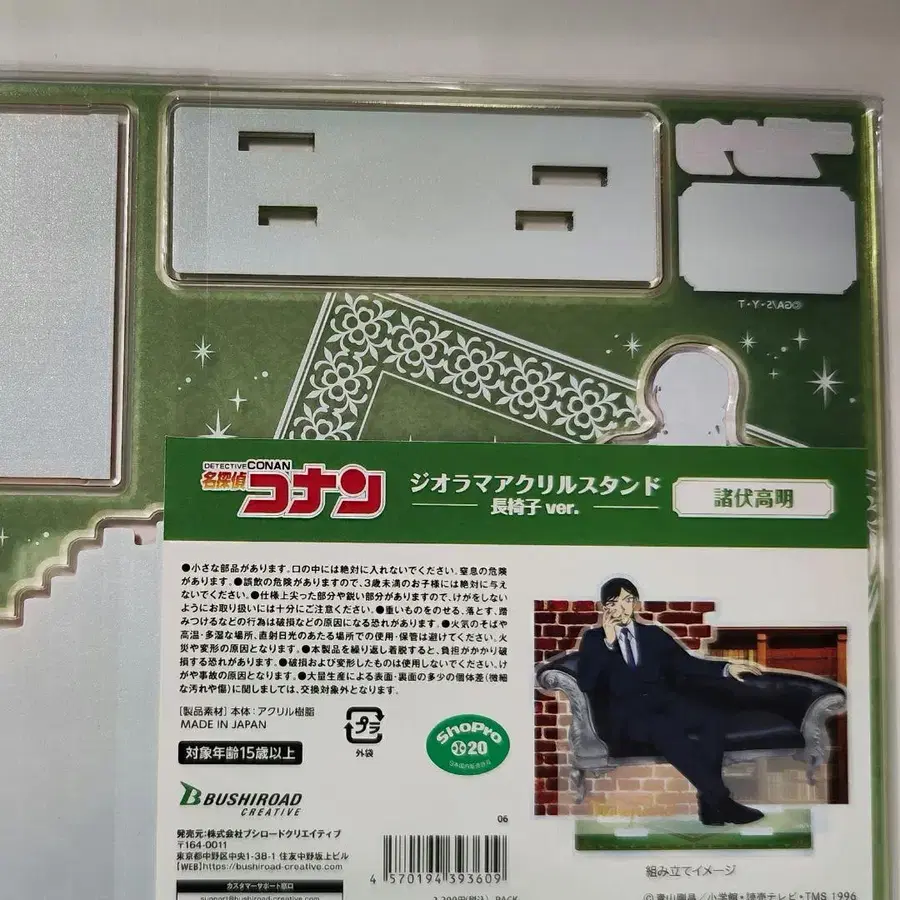 ©GA/S・Y・T
DETECTIVE CONAN
名探偵コナン
ジオラマアクリルスタンド
長椅子 ver.
諸伏高明
●小さな部品があります。口の中には絶対に入れないでください。窒息の危険
があります。●誤飲の危険がありますので、3歳未満のお子様には絶対に与え
ないでください。●仕様上尖った部分や鋭い部分がありますので、けがをしない
ようにお取り扱いには十分にご注意ください。●重いものをのせる、落とす、踏
みつけるなどの行為は破損などの原因になる恐れがあります。●火気のそばや
高温・多湿な場所、直射日光のあたる場所での使用・保管は避けてください。火
災や変形の原因となります。●本製品を繰り返し着脱すると、負担がかかり破
損する恐れがあります。●破損および変形したものは使用しないでください。け
がや事故の原因となります。●大量生産による表面・裏面の多少の個体差(微細
な汚れや傷)に関しましては、交換対象外となります。
[製品素材] 本体:アクリル樹脂
MADE IN JAPAN
プラ
外袋
対象年齢15歳以上
ShoPro
20
日本国内販売許諾
BUSHIROAD
CREATIVE
06
発売元:株式会社ブシロードクリエイティブ
〒164-0011
東京都中野区中央1-38-1 住友中野坂上ビル
【WEB】https://bushiroad-creative.com/
カスタマーサポート窓口
support@bushiroad-creative.com
4 570194 393609
2,200円(税込) PACK
組み立てイメージ
©青山剛昌/小学館・読売テレビ・TMS 1996